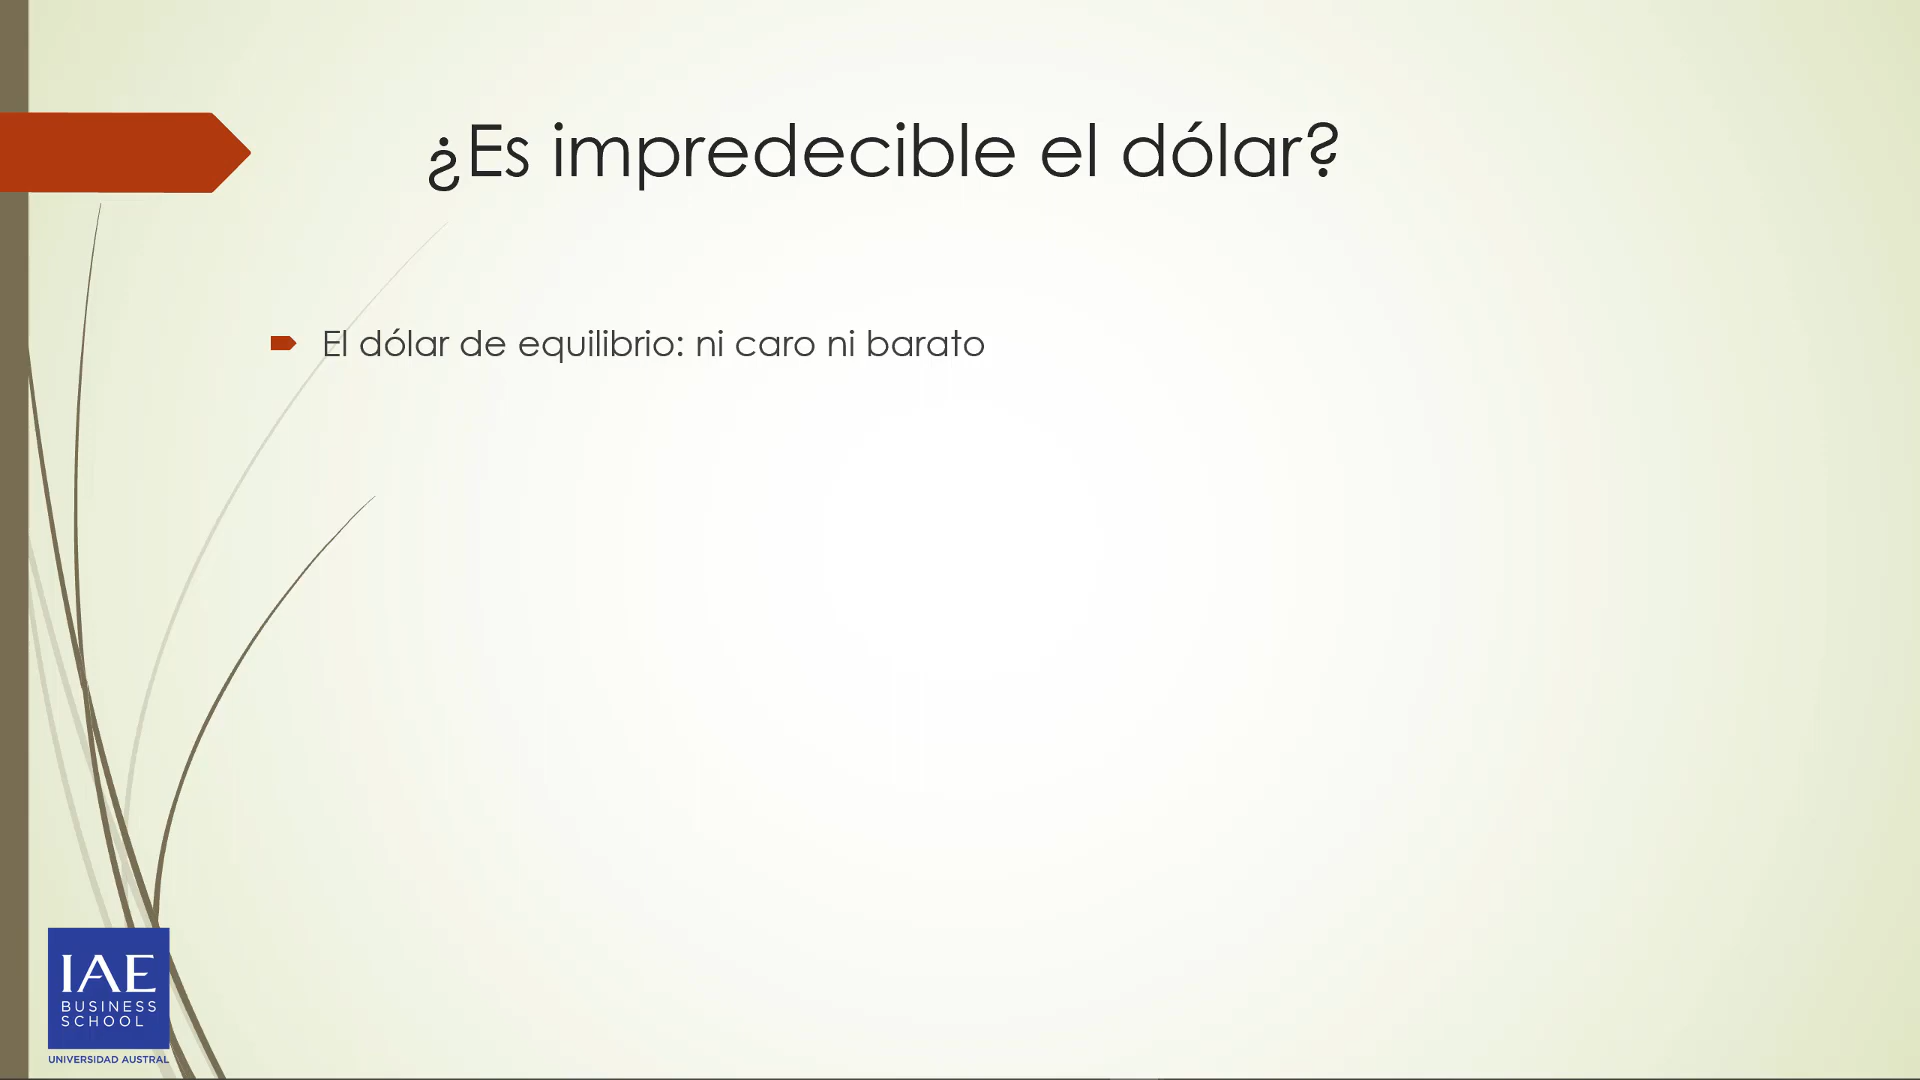 ¿Es impredecible el dólar?
El dólar de equilibrio: ni caro ni barato
IAE
BUSINESS
SCHOOL
UNIVERSIDAD AUSTRAL